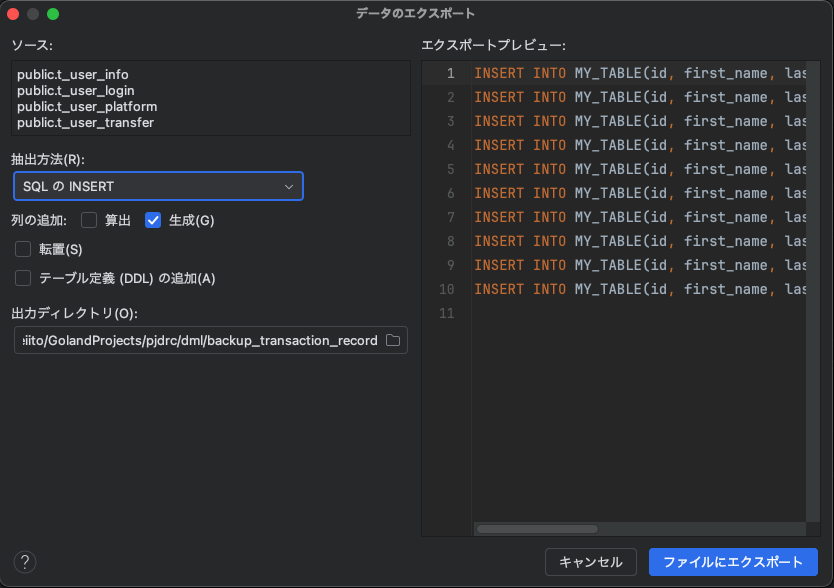 データのエクスポート
ソース:
public.t_user_info
public.t_user_login
public.t_user_platform
public.t_user_transfer
抽出方法(R):
SQL の INSERT
列の追加: 算出 生成(G)
転置(S)
テーブル定義 (DDL) の追加(A)
出力ディレクトリ(O):
iito/GolandProjects/pjdrc/dml/backup_transaction_record
エクスポートプレビュー:
1 INSERT INTO MY_TABLE(id, first_name, las
2 INSERT INTO MY_TABLE(id, first_name, las
3 INSERT INTO MY_TABLE(id, first_name, las
4 INSERT INTO MY_TABLE(id, first_name, las
5 INSERT INTO MY_TABLE(id, first_name, las
6 INSERT INTO MY_TABLE(id, first_name, las
7 INSERT INTO MY_TABLE(id, first_name, las
8 INSERT INTO MY_TABLE(id, first_name, las
9 INSERT INTO MY_TABLE(id, first_name, las
10 INSERT INTO MY_TABLE(id, first_name, las
11
? キャンセル ファイルにエクスポート